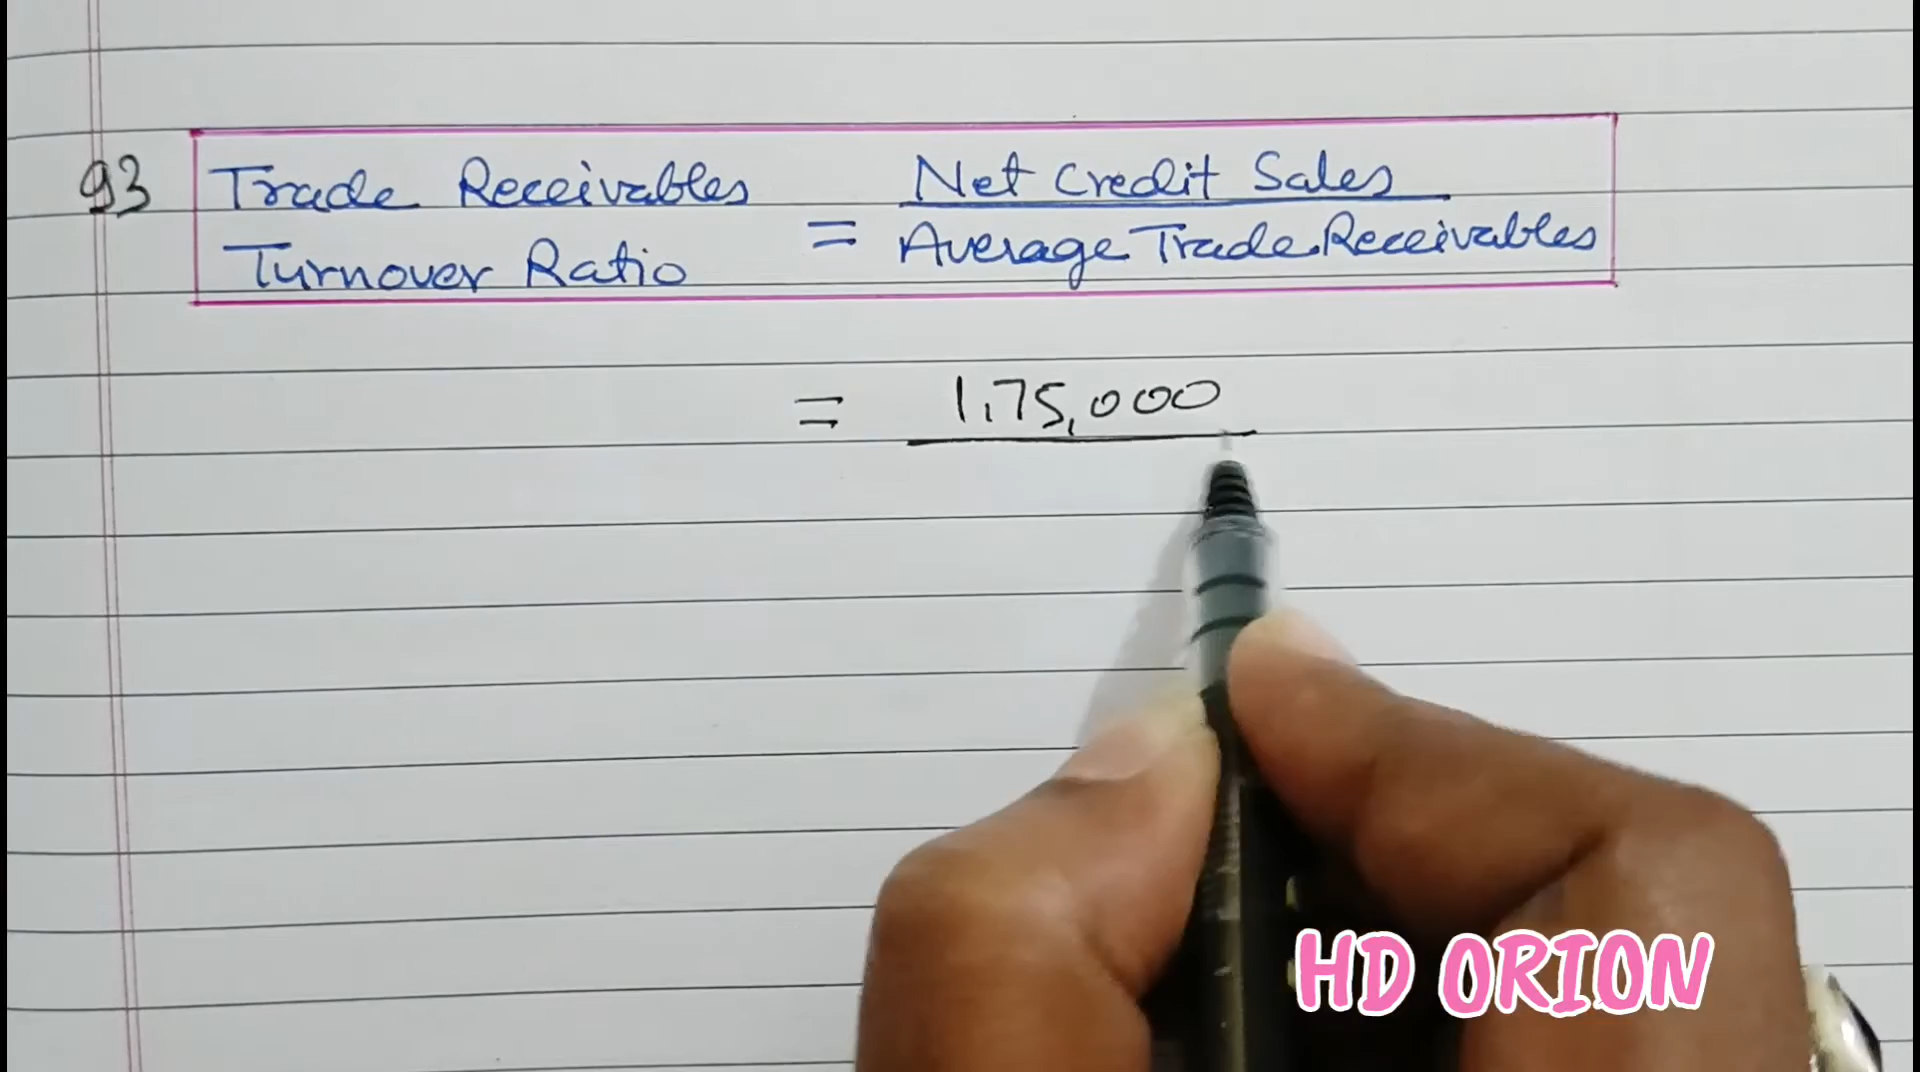 93 Trade Receivables Turnover Ratio = Net Credit Sales / Average Trade Receivables
= 1,75,000
HD ORION